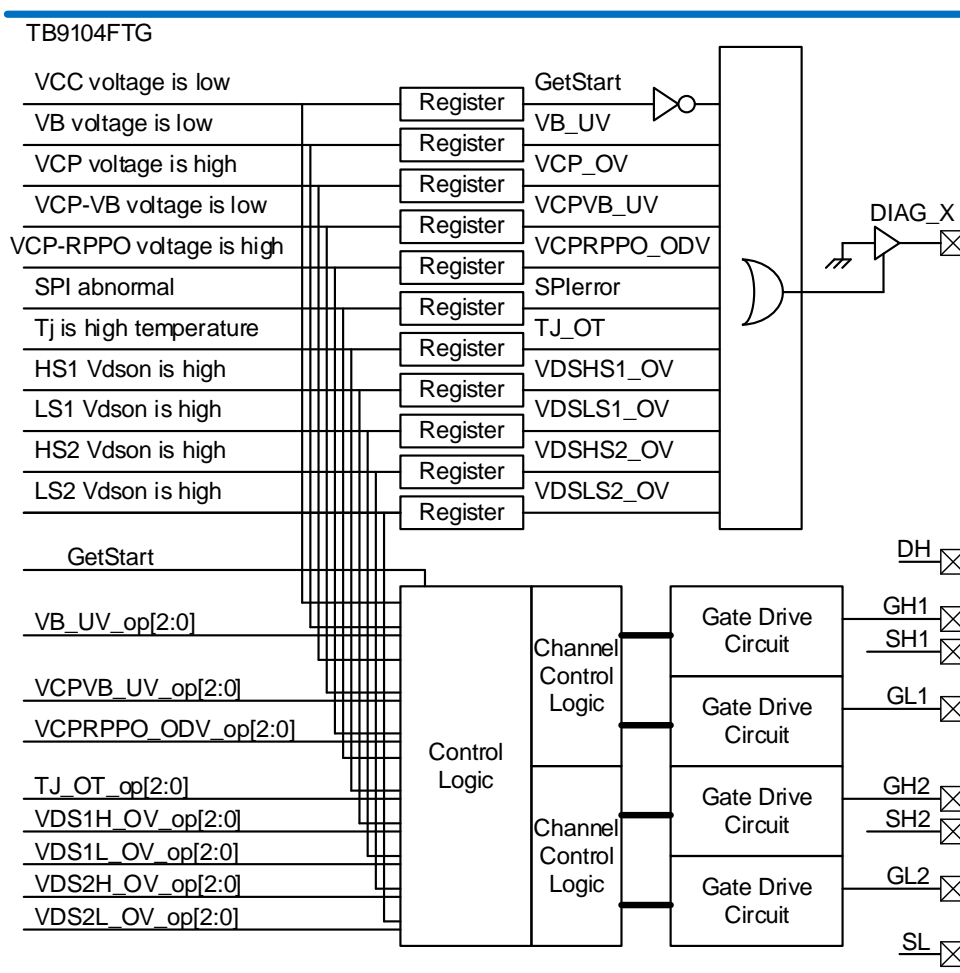 TB9104FTG
VCC voltage is low
Register
GetStart
VB voltage is low
Register
VB_UV
VCP voltage is high
Register
VCP_OV
VCP-VB voltage is low
Register
VCPVB_UV
VCP-RPPO voltage is high
Register
VCPRPPO_ODV
SPI abnormal
Register
SPIerror
Tj is high temperature
Register
TJ_OT
HS1 Vdson is high
Register
VDSHS1_OV
LS1 Vdson is high
Register
VDSLS1_OV
HS2 Vdson is high
Register
VDSHS2_OV
LS2 Vdson is high
Register
VDSLS2_OV
DIAG_X
GetStart
VB_UV_op[2:0]
VCPVB_UV_op[2:0]
VCPRPPO_ODV_op[2:0]
TJ_OT_op[2:0]
VDS1H_OV_op[2:0]
VDS1L_OV_op[2:0]
VDS2H_OV_op[2:0]
VDS2L_OV_op[2:0]
Control
Logic
Channel
Control
Logic
Channel
Control
Logic
Gate Drive
Circuit
Gate Drive
Circuit
Gate Drive
Circuit
Gate Drive
Circuit
DH
GH1
SH1
GL1
GH2
SH2
GL2
SL